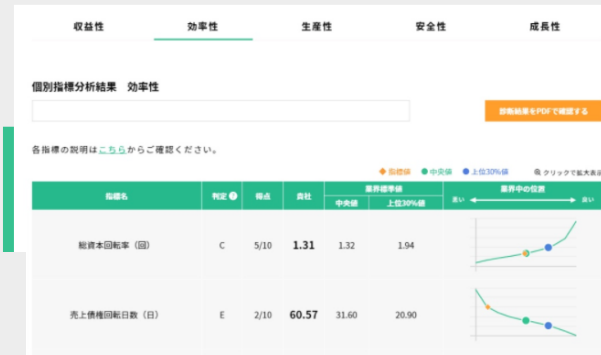 収益性 効率性 生産性 安全性 成長性
個別指標分析結果 効率性
診断結果をPDFで確認する
各指標の説明はこちらからご確認ください。
指標値 中央値 上位30%値 クリックで拡大表示
指標名 判定 ? 得点 貴社 業界標準値 業界中の位置
中央値 上位30%値 悪い 良い
総資本回転率（回） C 5/10 1.31 1.32 1.94
売上債権回転日数（日） E 2/10 60.57 31.60 20.90